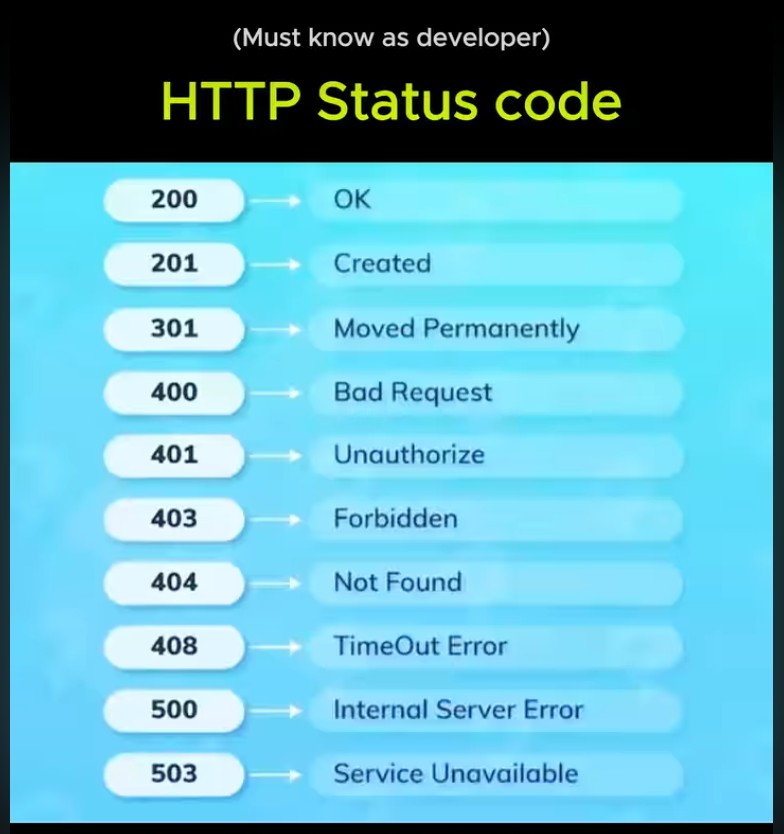 (Must know as developer)
HTTP Status code
200 OK
201 Created
301 Moved Permanently
400 Bad Request
401 Unauthorize
403 Forbidden
404 Not Found
408 TimeOut Error
500 Internal Server Error
503 Service Unavailable